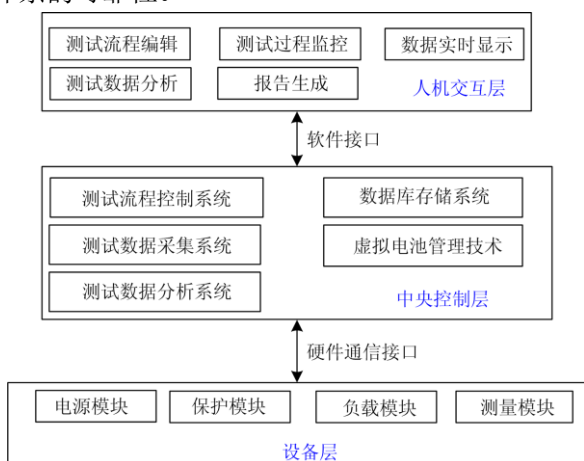 测试流程编辑 测试过程监控 数据实时显示
测试数据分析 报告生成 人机交互层
软件接口
测试流程控制系统 数据库存储系统
测试数据采集系统 虚拟电池管理技术
测试数据分析系统 中央控制层
硬件通信接口
电源模块 保护模块 负载模块 测量模块
设备层